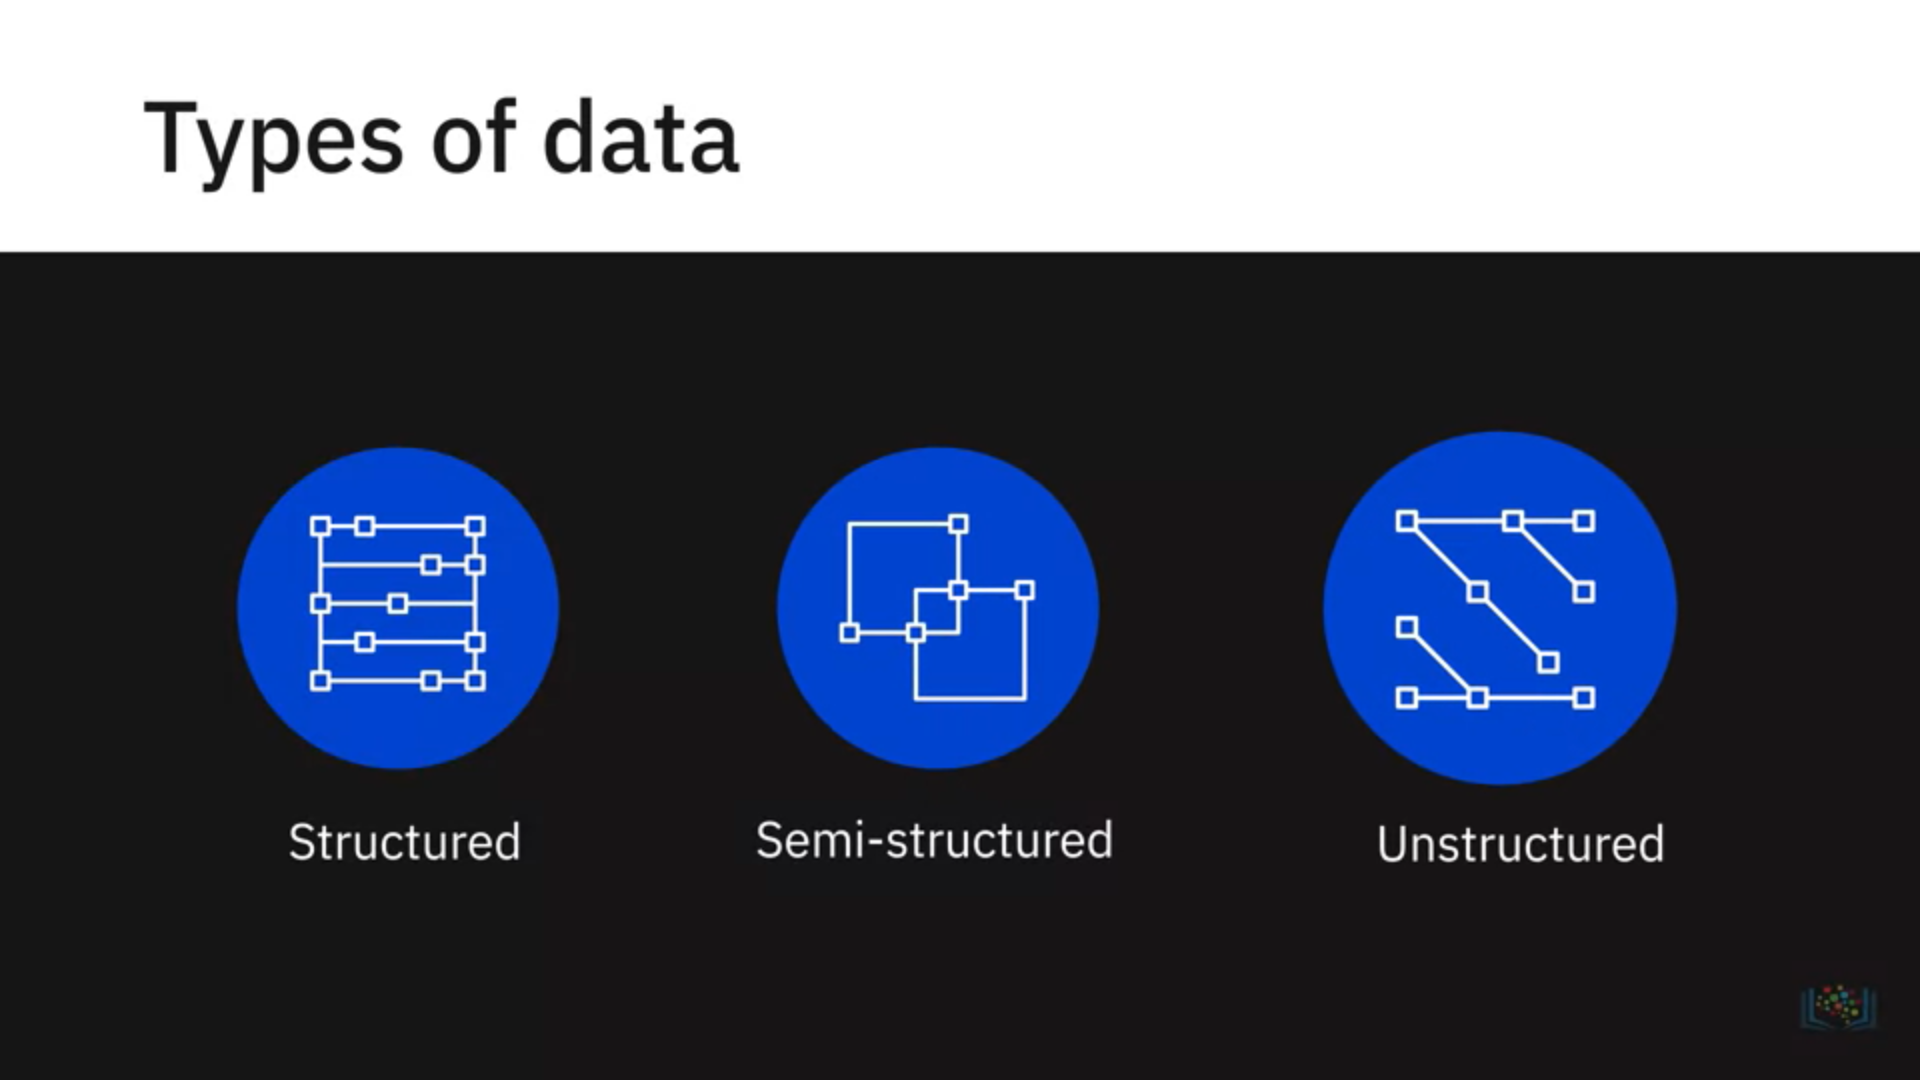 Types of data
Structured
Semi-structured
Unstructured